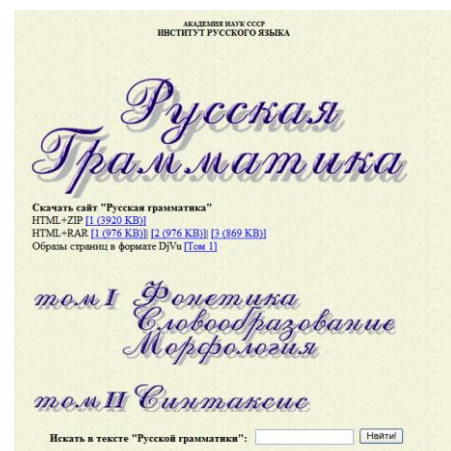 АКАДЕМИЯ НАУК СССР
ИНСТИТУТ РУССКОГО ЯЗЫКА
Русская
Грамматика
Скачать сайт "Русская грамматика"
HTML+ZIP [1 (3920 KB)]
HTML+RAR [1 (976 KB)]| [2 (976 KB)]| [3 (869 KB)]
Образы страниц в формате DjVu [Том 1]
том I Фонетика
Словообразование
Морфология
том II Синтаксис
Искать в тексте "Русской грамматики": Найти!